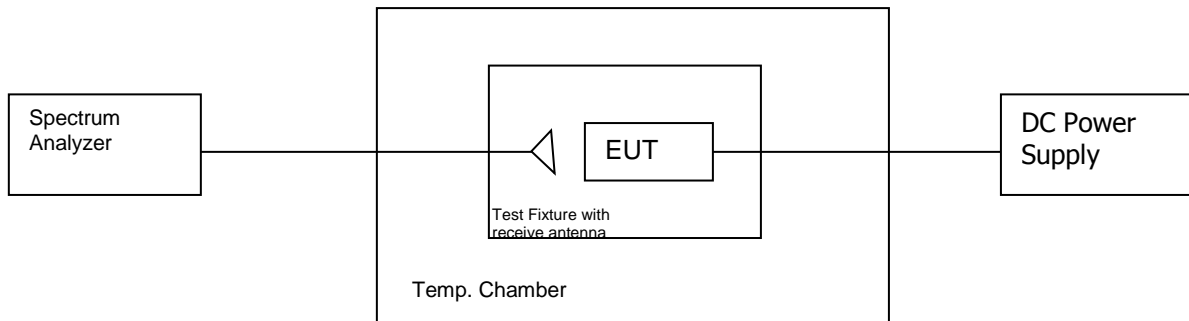 Spectrum
Analyzer
EUT
DC Power
Supply
Test Fixture with
receive antenna
Temp. Chamber